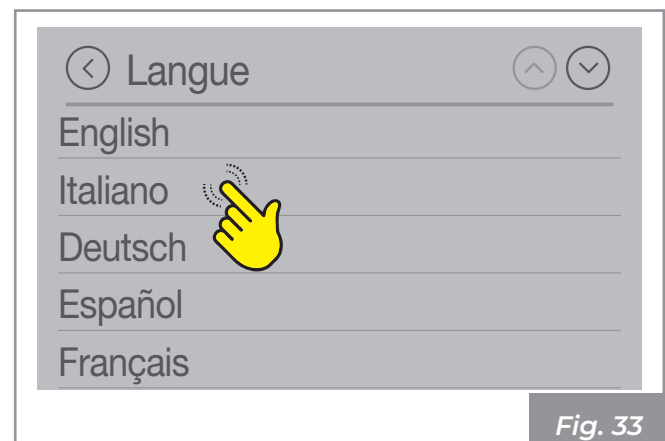 Langue
English
Italiano
Deutsch
Español
Français
Fig. 33